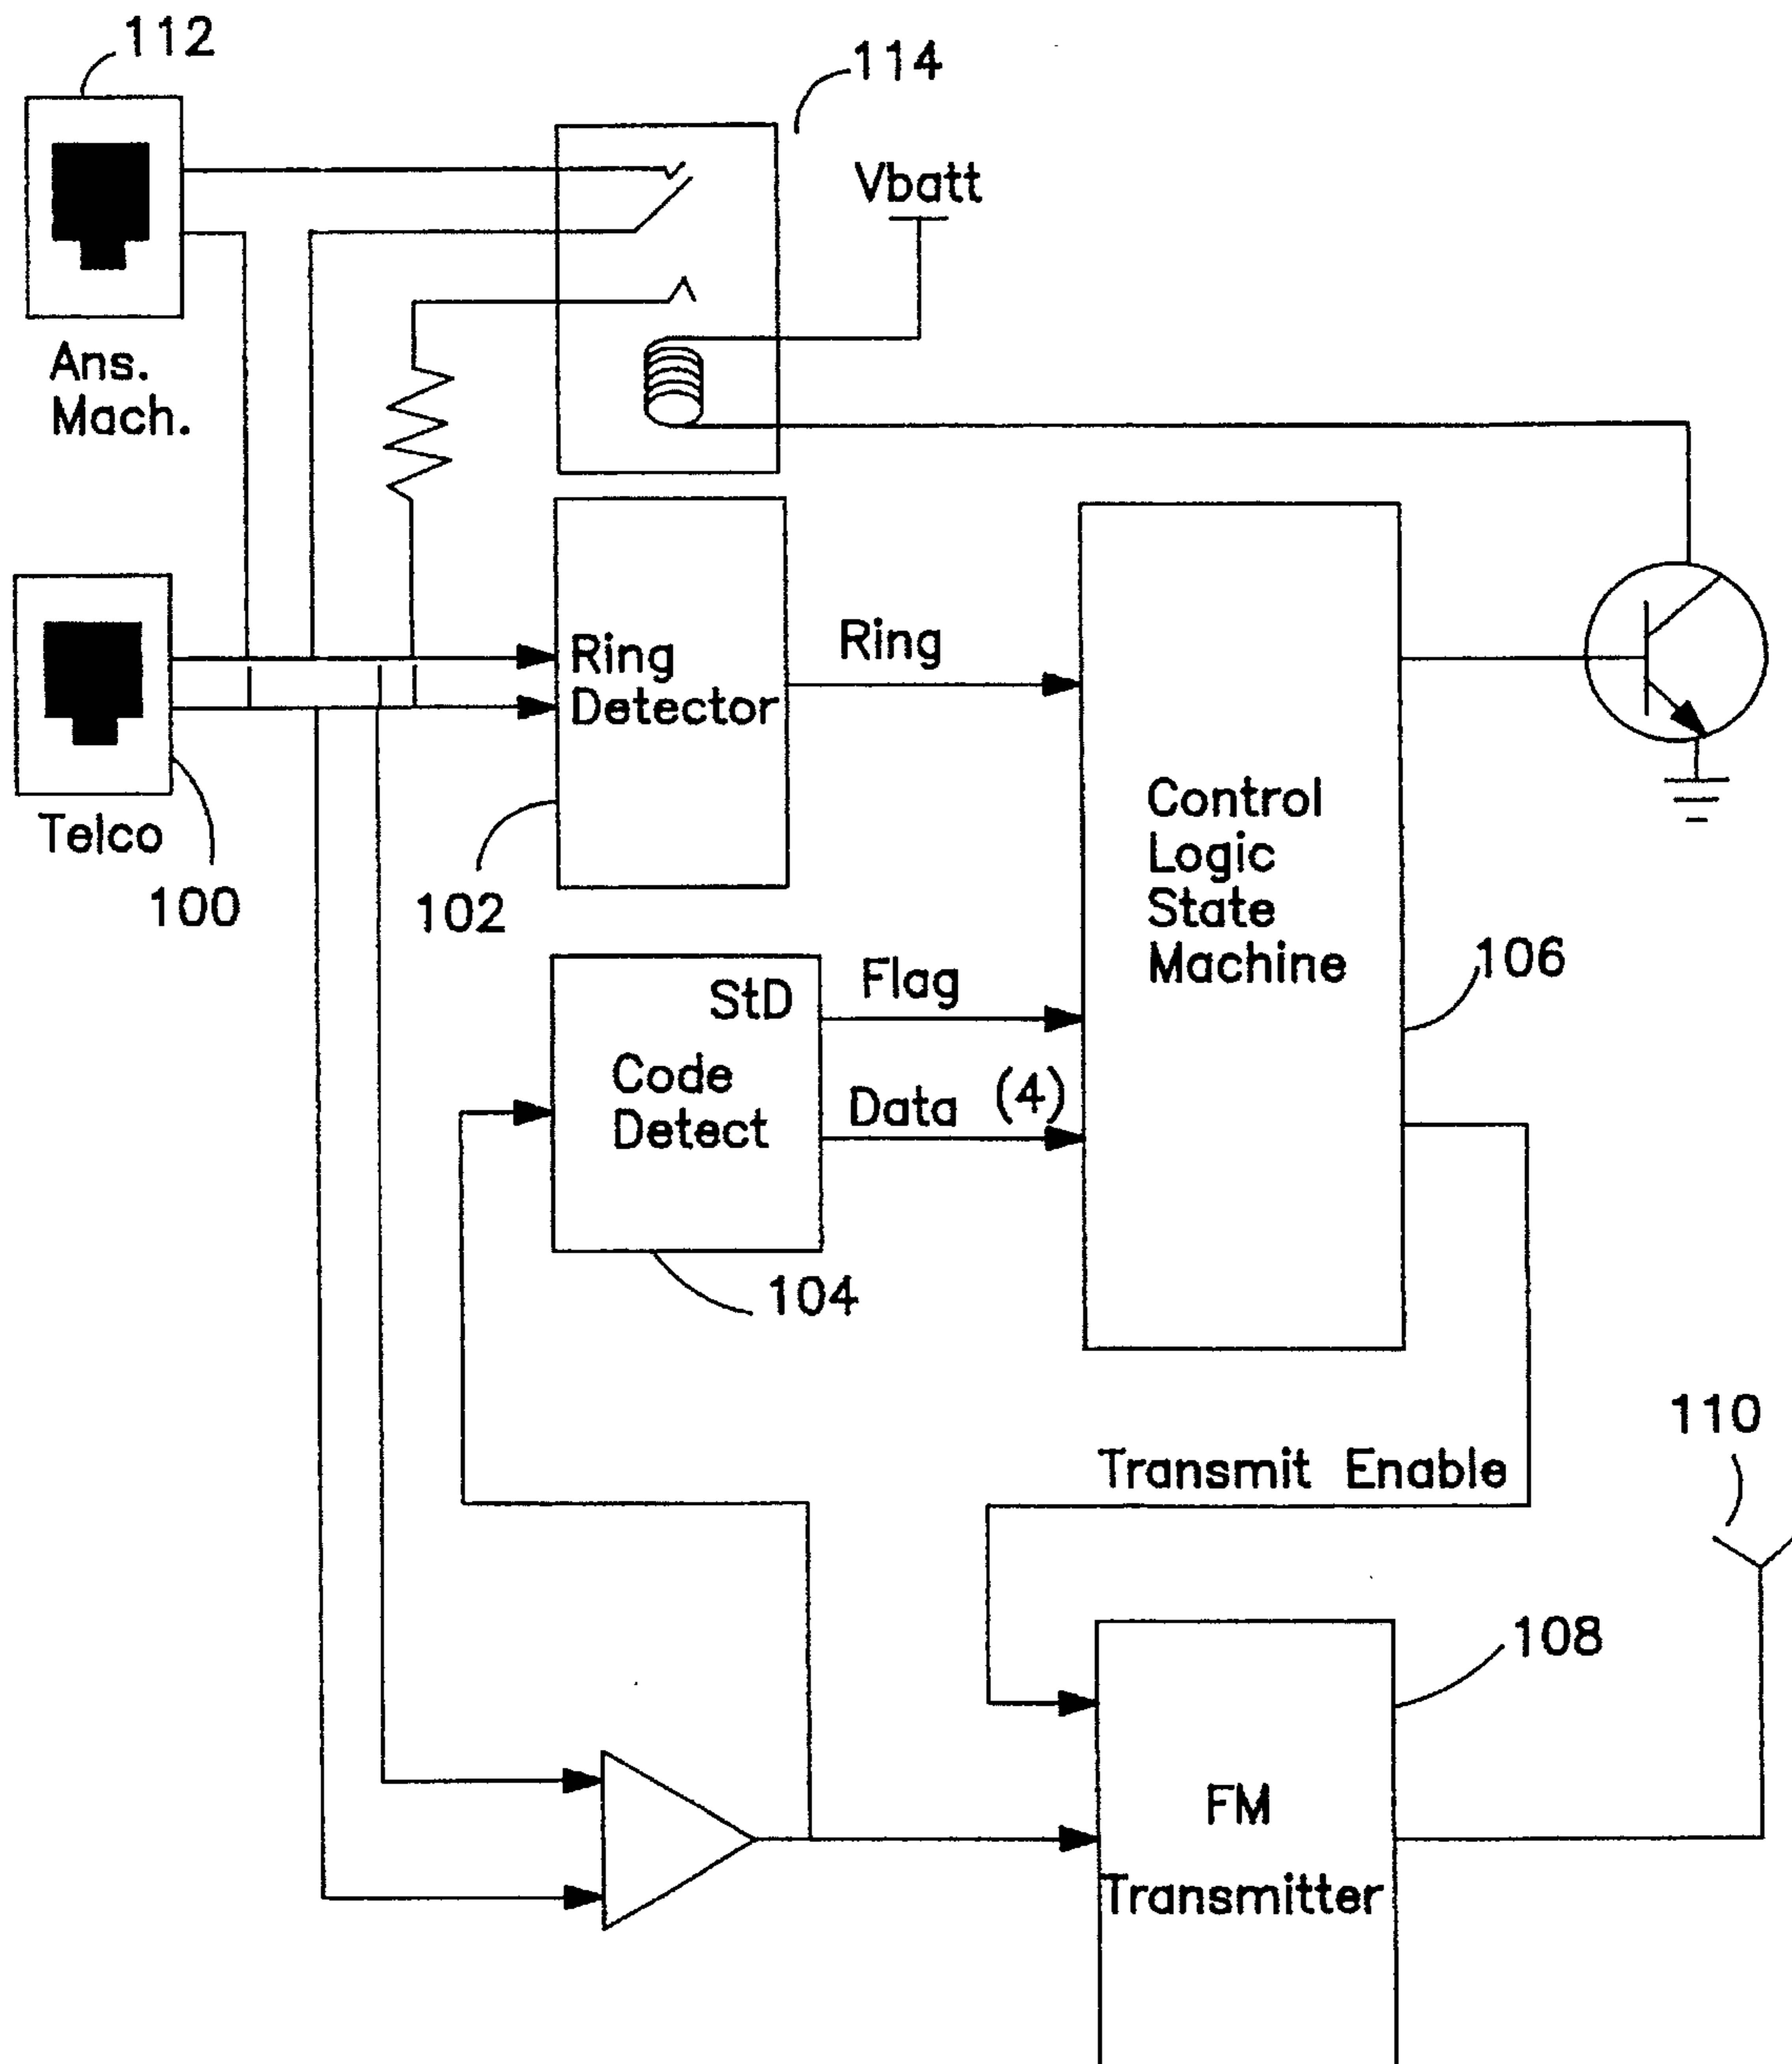 112
114
Vbatt
Ans.
Mach.
Ring
Detector
Ring
Telco
100
102
Control
Logic
State
Machine
106
StD
Flag
Code
Detect
Data (4)
104
110
Transmit Enable
108
FM
Transmitter